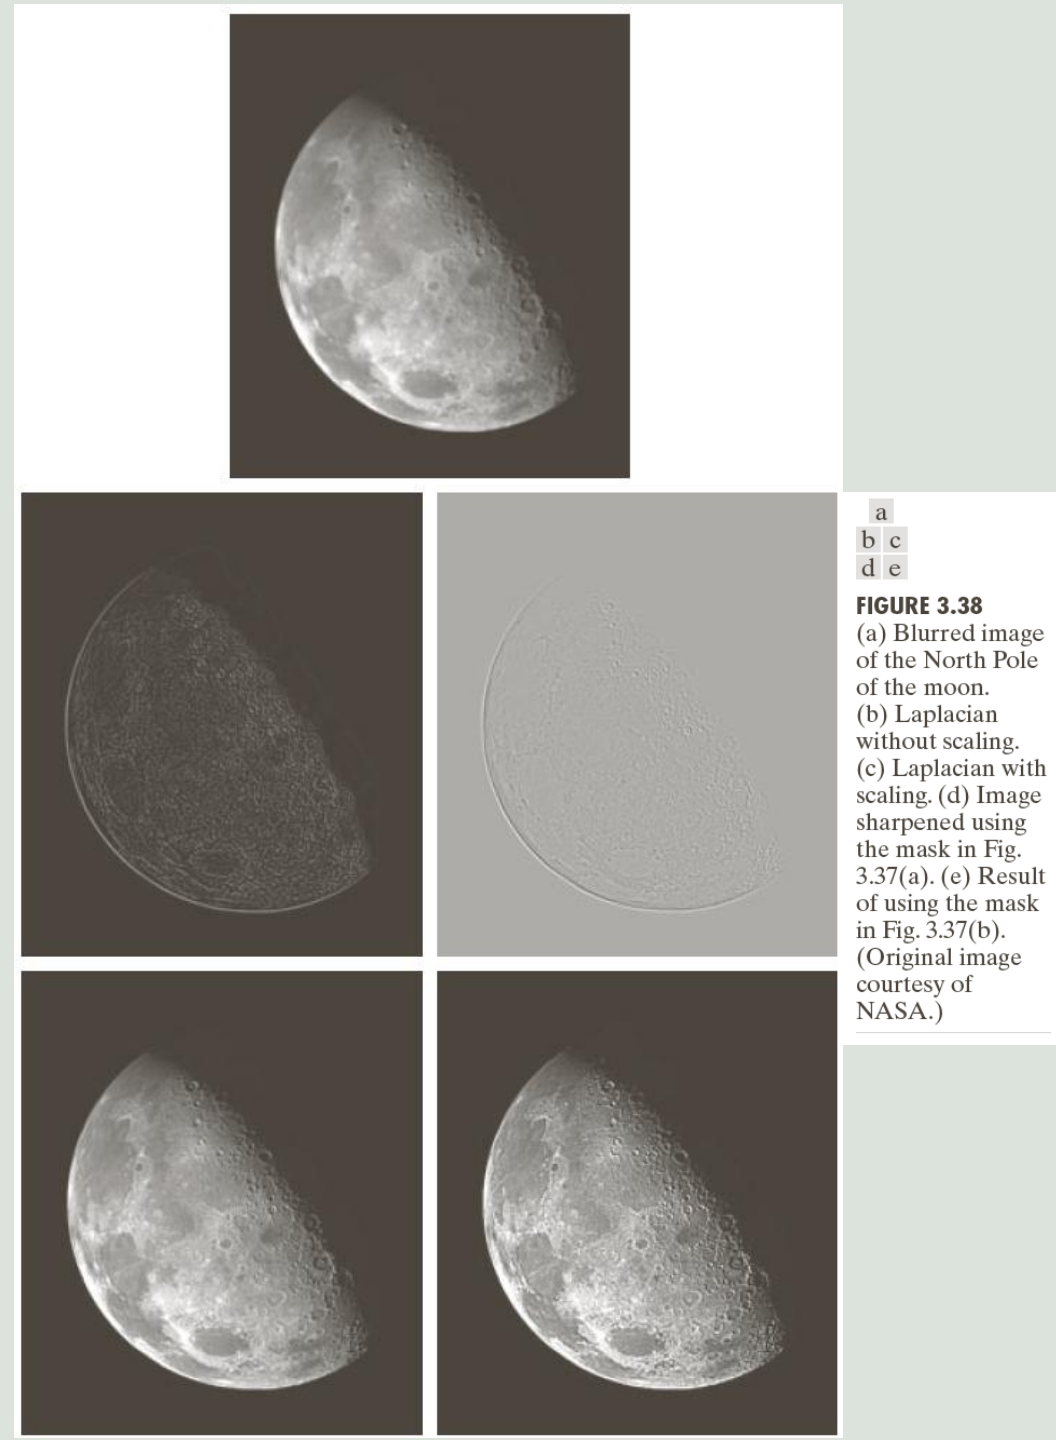 a
b c
d e
FIGURE 3.38
(a) Blurred image
of the North Pole
of the moon.
(b) Laplacian
without scaling.
(c) Laplacian with
scaling. (d) Image
sharpened using
the mask in Fig.
3.37(a). (e) Result
of using the mask
in Fig. 3.37(b).
(Original image
courtesy of
NASA.)